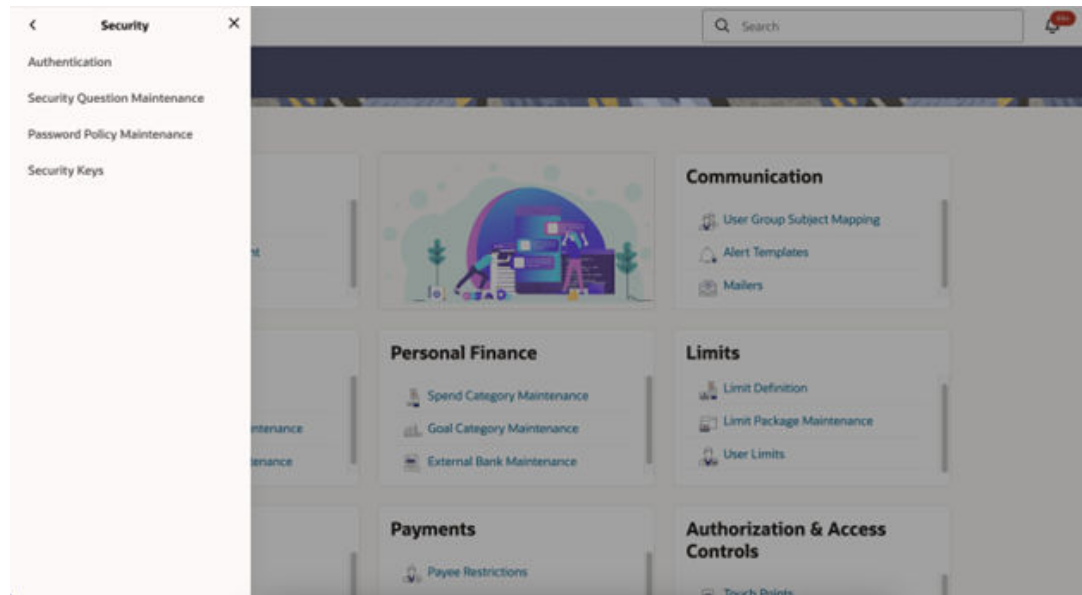 Security
Authentication
Security Question Maintenance
Password Policy Maintenance
Security Keys
Search
Communication
User Group Subject Mapping
Alert Templates
Mailers
Personal Finance
Spend Category Maintenance
Goal Category Maintenance
External Bank Maintenance
Limits
Limit Definition
Limit Package Maintenance
User Limits
Payments
Payee Restrictions
Authorization & Access
Controls
Touch Points